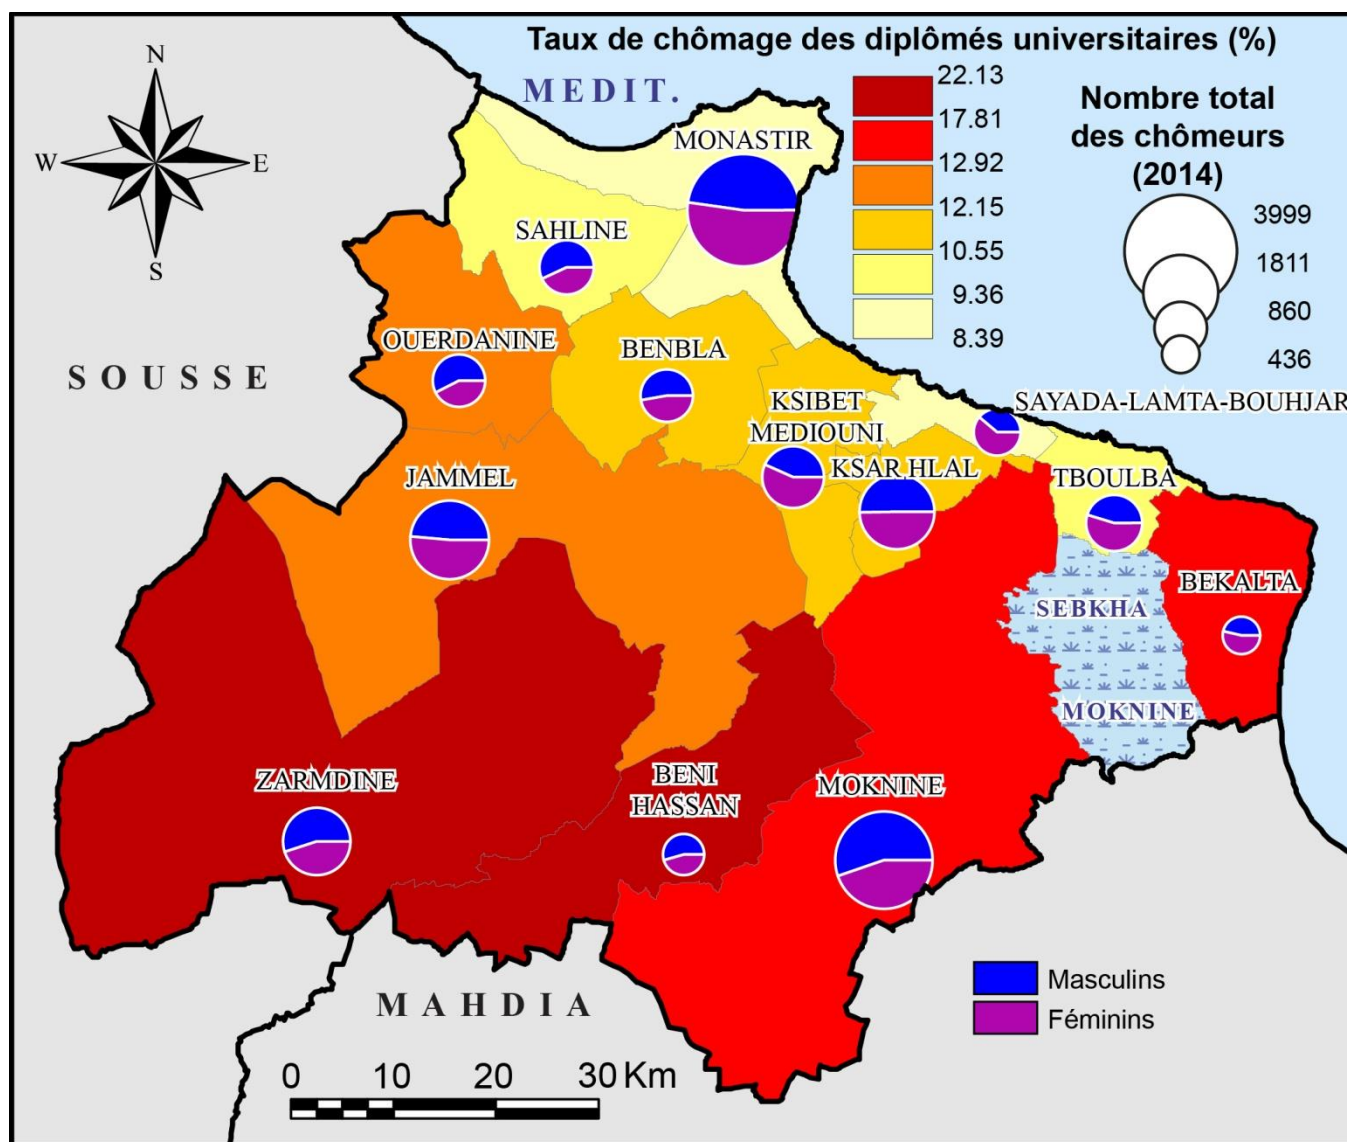 Taux de chômage des diplômés universitaires (%)
N
W
E
S
MEDIT.
22.13
17.81
12.92
12.15
10.55
9.36
8.39
Nombre total
des chômeurs
(2014)
3999
1811
860
436
MONASTIR
SAHLINE
OUERDANINE
BENBLA
SOUSSE
KSIBET
MEDIOUNI
SAYADA-LAMTA-BOUHJAR
KSAR HLAL
JAMMEL
TBOULBA
BEKALTA
SEBKHA
MOKNINE
ZARMDINE
BENI
HASSAN
MOKNINE
MAHDIA
Masculins
Féminins
0 10 20 30 Km